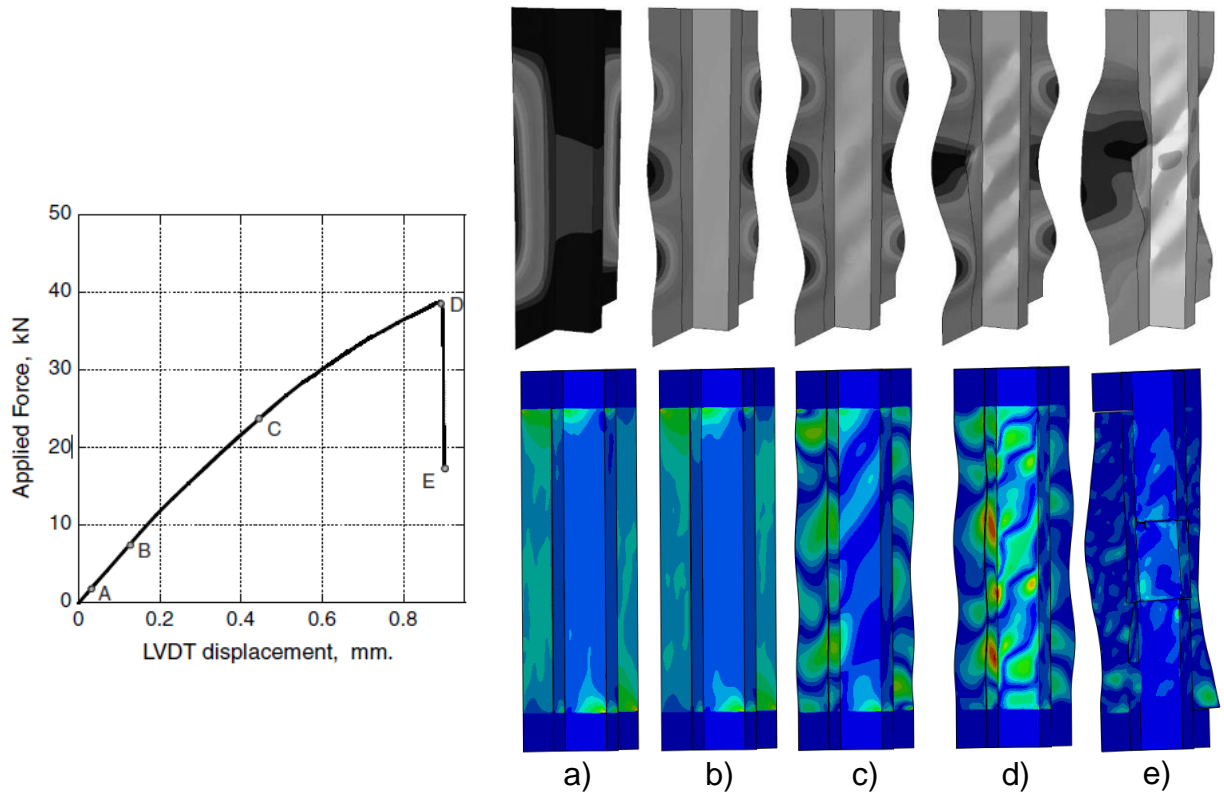 50
40
30
20
10
0
0
0.2
0.4
0.6
0.8
Applied Force, kN
LVDT displacement, mm.
A
B
C
D
E
a)
b)
c)
d)
e)